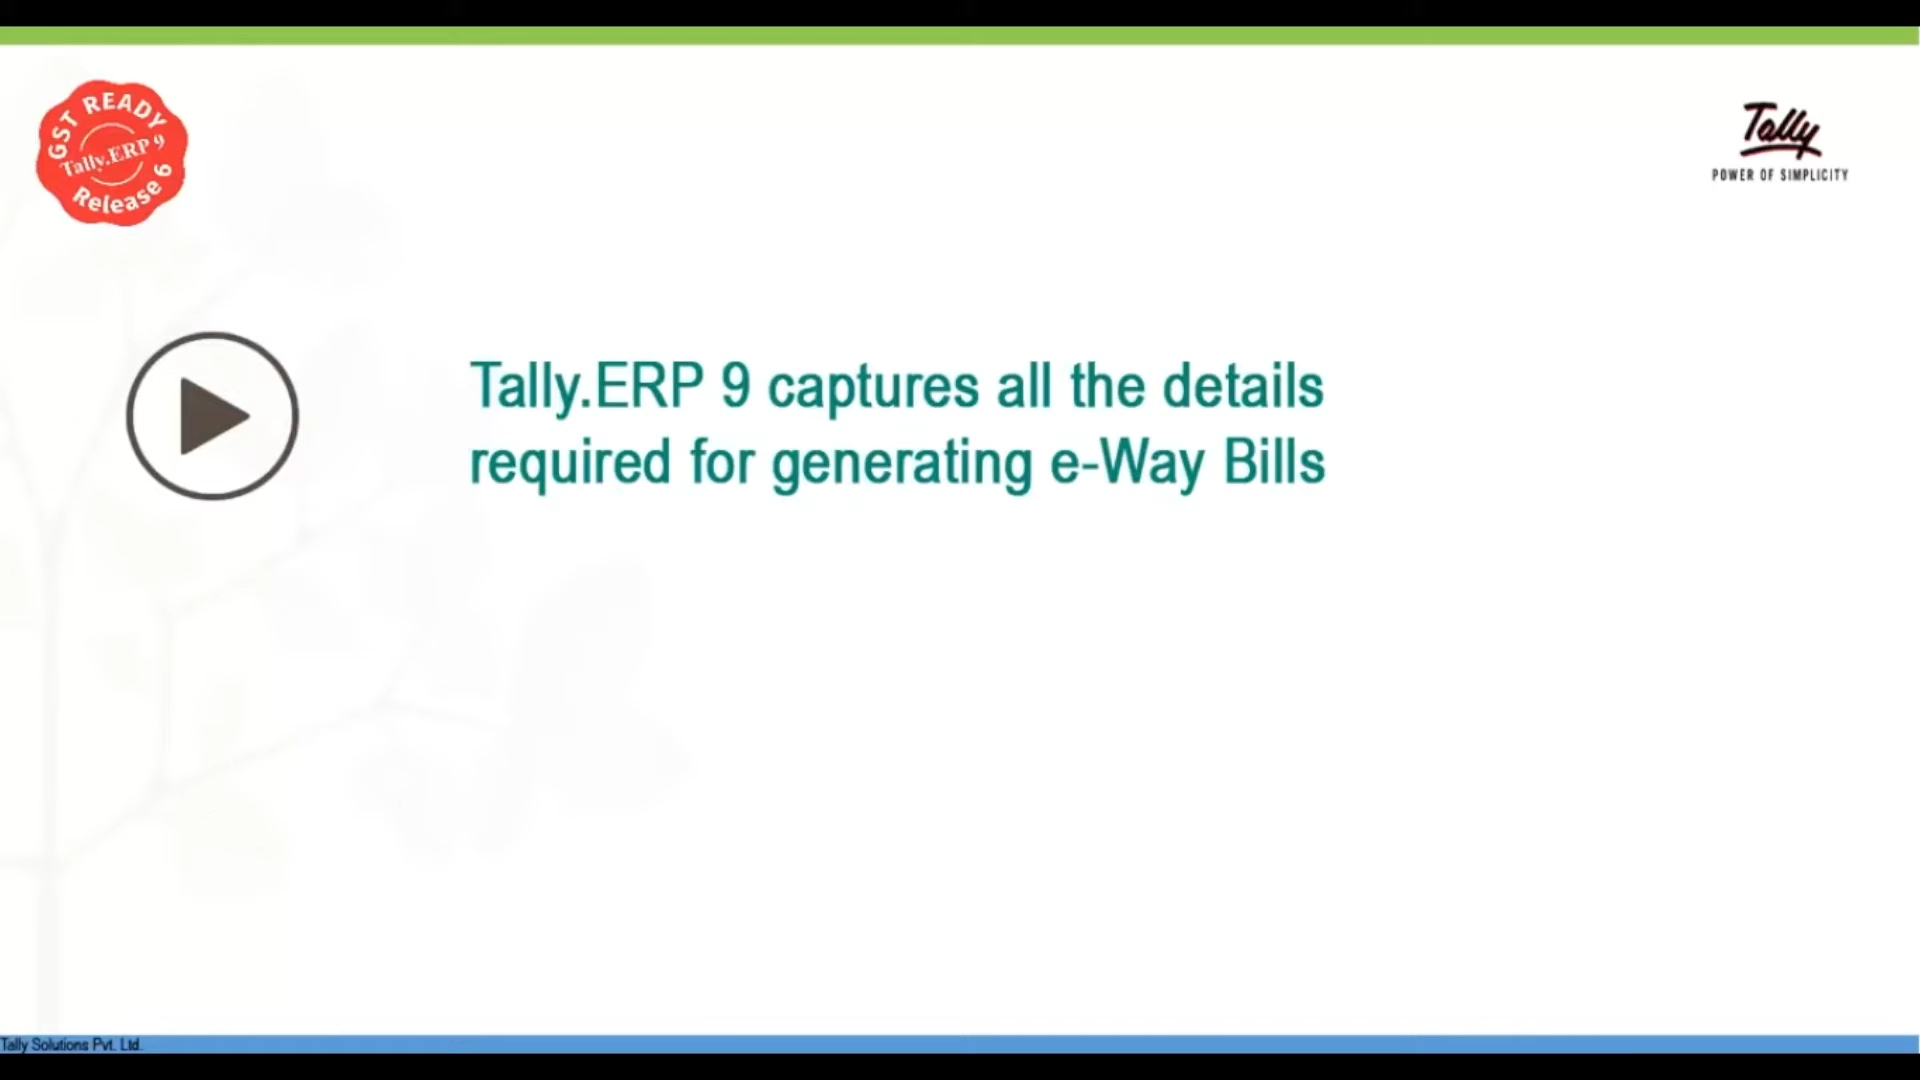 GST READY
Tally.ERP 9
Release 6
Tally
POWER OF SIMPLICITY
Tally.ERP 9 captures all the details
required for generating e-Way Bills
Tally Solutions Pvt. Ltd.